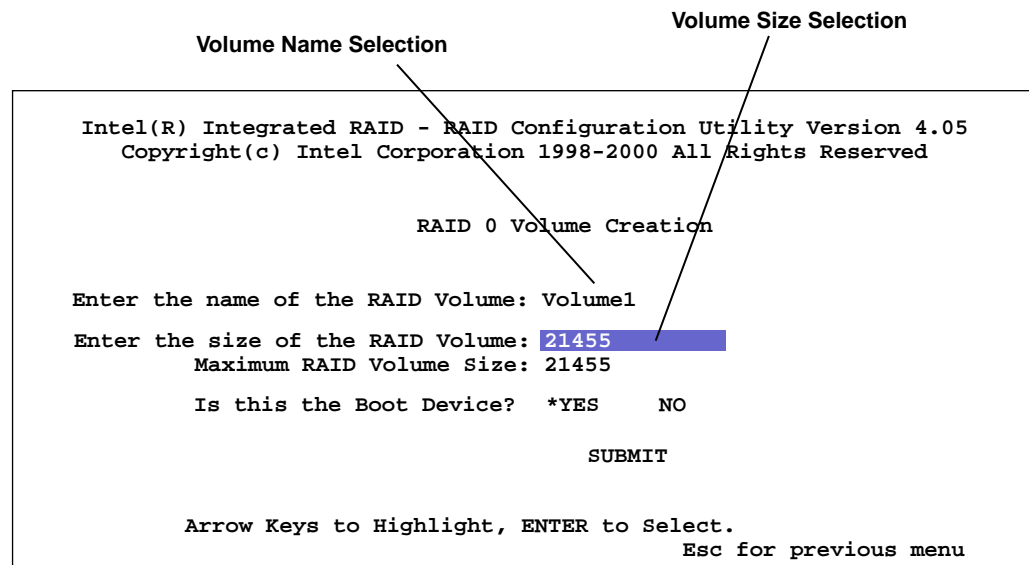 Volume Size Selection
Volume Name Selection
Intel(R) Integrated RAID - RAID Configuration Utility Version 4.05
Copyright(c) Intel Corporation 1998-2000 All Rights Reserved
RAID 0 Volume Creation
Enter the name of the RAID Volume: Volume1
Enter the size of the RAID Volume: 21455
Maximum RAID Volume Size: 21455
Is this the Boot Device? *YES NO
SUBMIT
Arrow Keys to Highlight, ENTER to Select.
Esc for previous menu